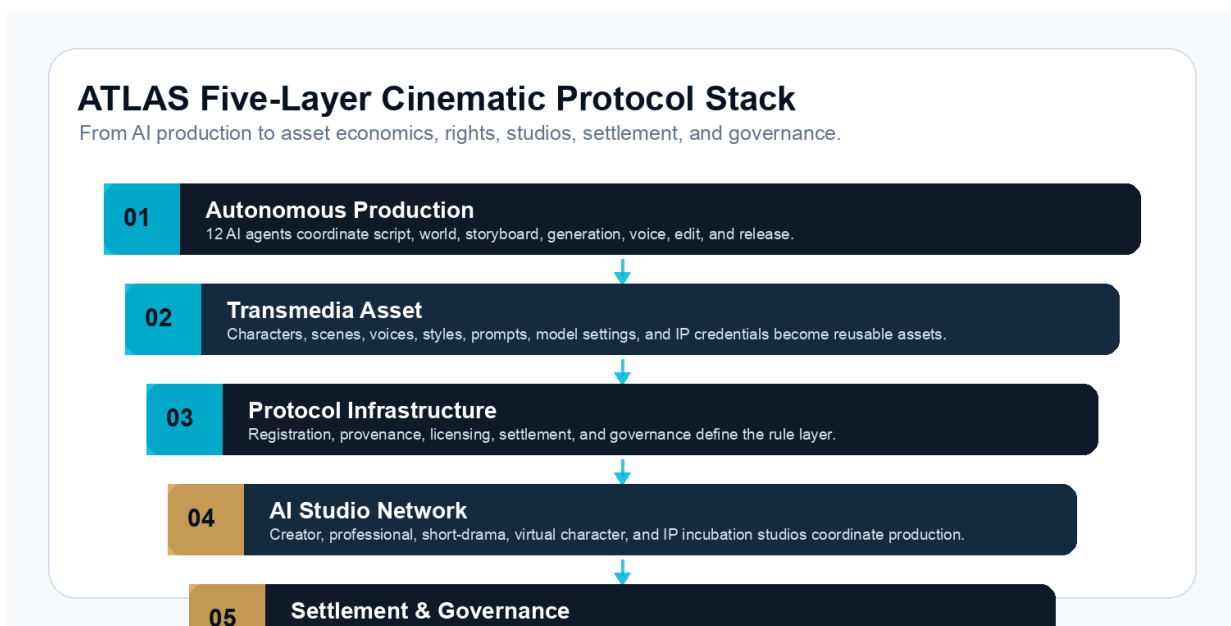 ATLAS Five-Layer Cinematic Protocol Stack
From AI production to asset economics, rights, studios, settlement, and governance.
01
Autonomous Production
12 AI agents coordinate script, world, storyboard, generation, voice, edit, and release.
02
Transmedia Asset
Characters, scenes, voices, styles, prompts, model settings, and IP credentials become reusable assets.
03
Protocol Infrastructure
Registration, provenance, licensing, settlement, and governance define the rule layer.
04
AI Studio Network
Creator, professional, short-drama, virtual character, and IP incubation studios coordinate production.
05
Settlement & Governance